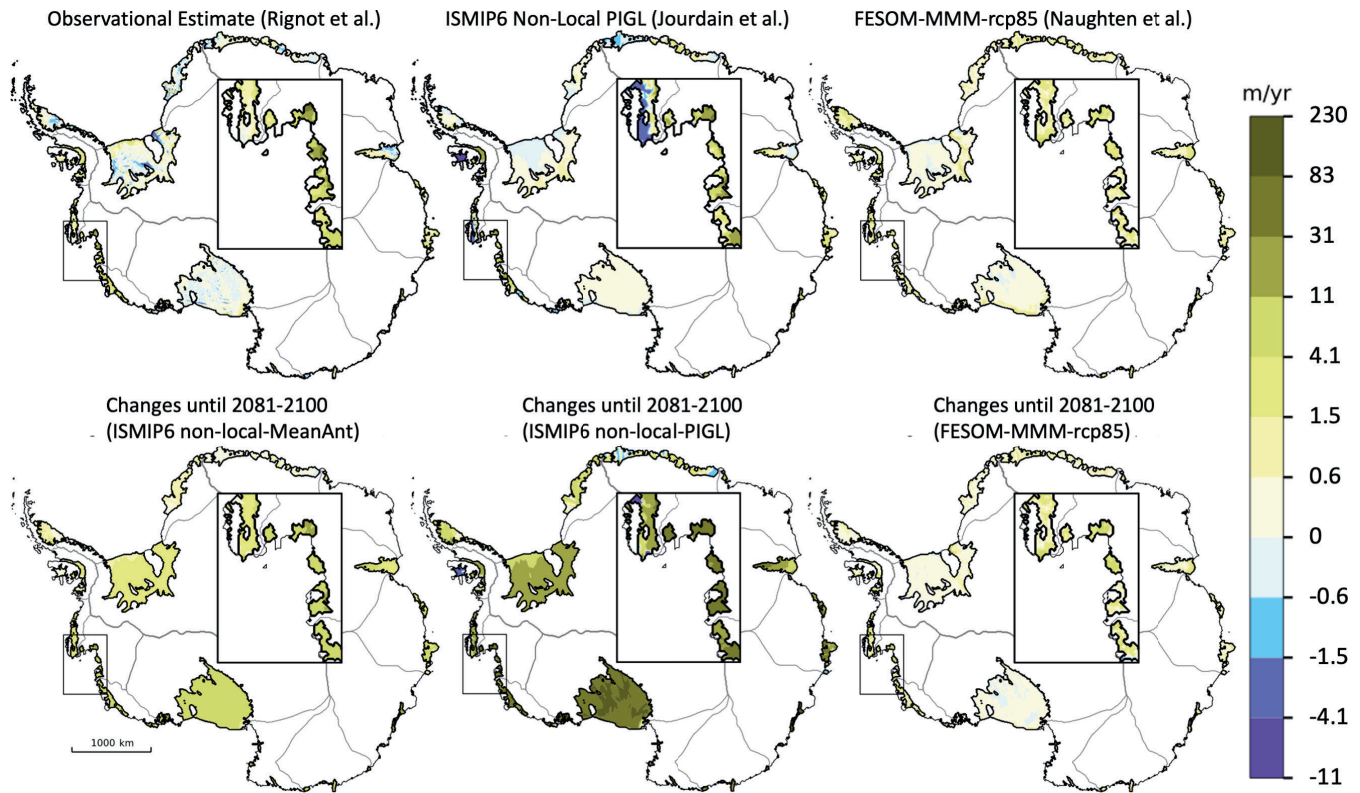 Observational Estimate (Rignot et al.)
ISMIP6 Non-Local PIGL (Jourdain et al.)
FESOM-MMM-rcp85 (Naughten et al.)
m/yr
230
83
31
11
4.1
1.5
0.6
0
-0.6
-1.5
-4.1
-11
Changes until 2081-2100
(ISMIP6 non-local-MeanAnt)
Changes until 2081-2100
(ISMIP6 non-local-PIGL)
Changes until 2081-2100
(FESOM-MMM-rcp85)
1000 km